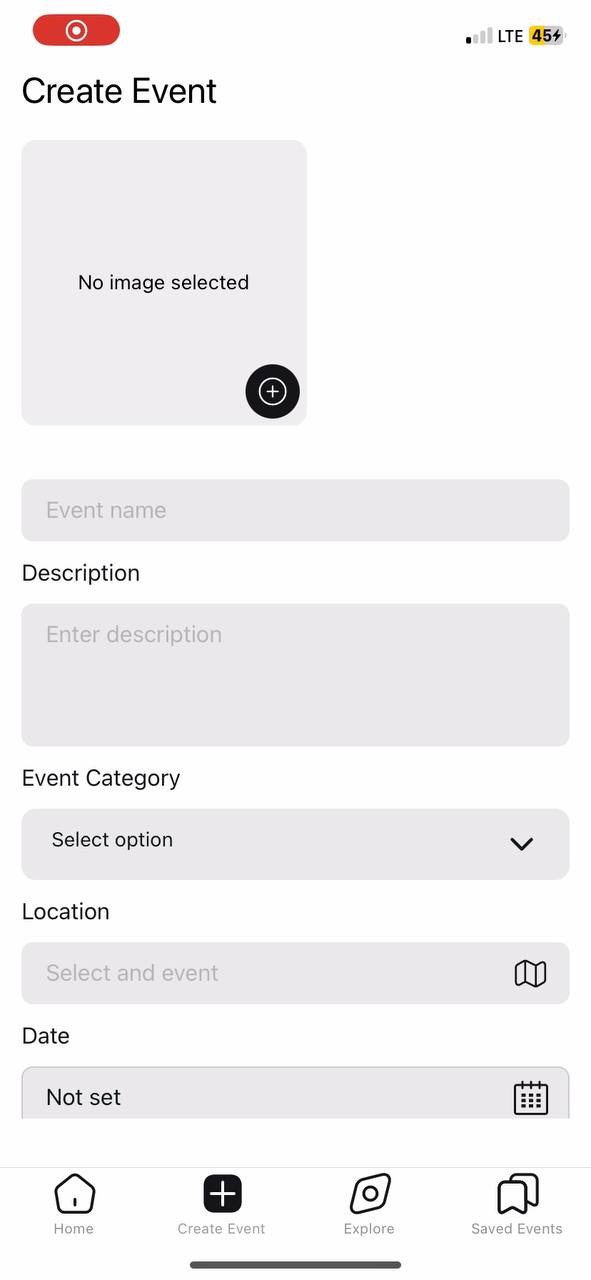 LTE 45
Create Event
No image selected
Event name
Description
Enter description
Event Category
Select option
Location
Select and event
Date
Not set
Home Create Event Explore Saved Events